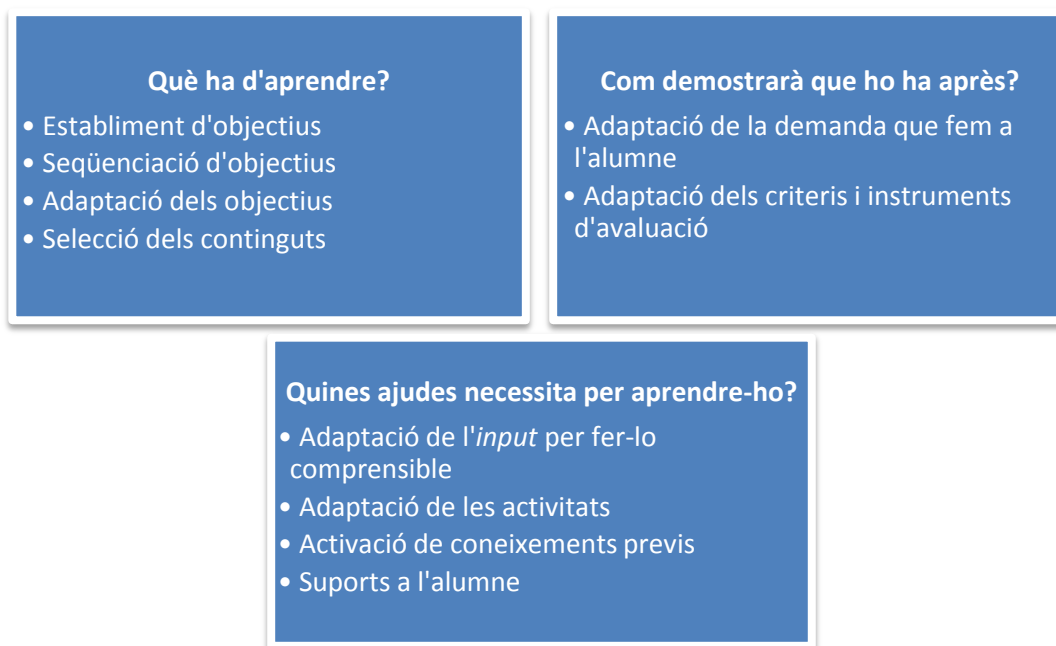 Què ha d'aprendre?
• Establiment d'objectius
• Seqüenciació d'objectius
• Adaptació dels objectius
• Selecció dels continguts
Com demostrarà que ho ha après?
• Adaptació de la demanda que fem a
l'alumne
• Adaptació dels criteris i instruments
d'avaluació
Quines ajudes necessita per aprendre-ho?
• Adaptació de l'input per fer-lo
comprensible
• Adaptació de les activitats
• Activació de coneixements previs
• Suports a l'alumne